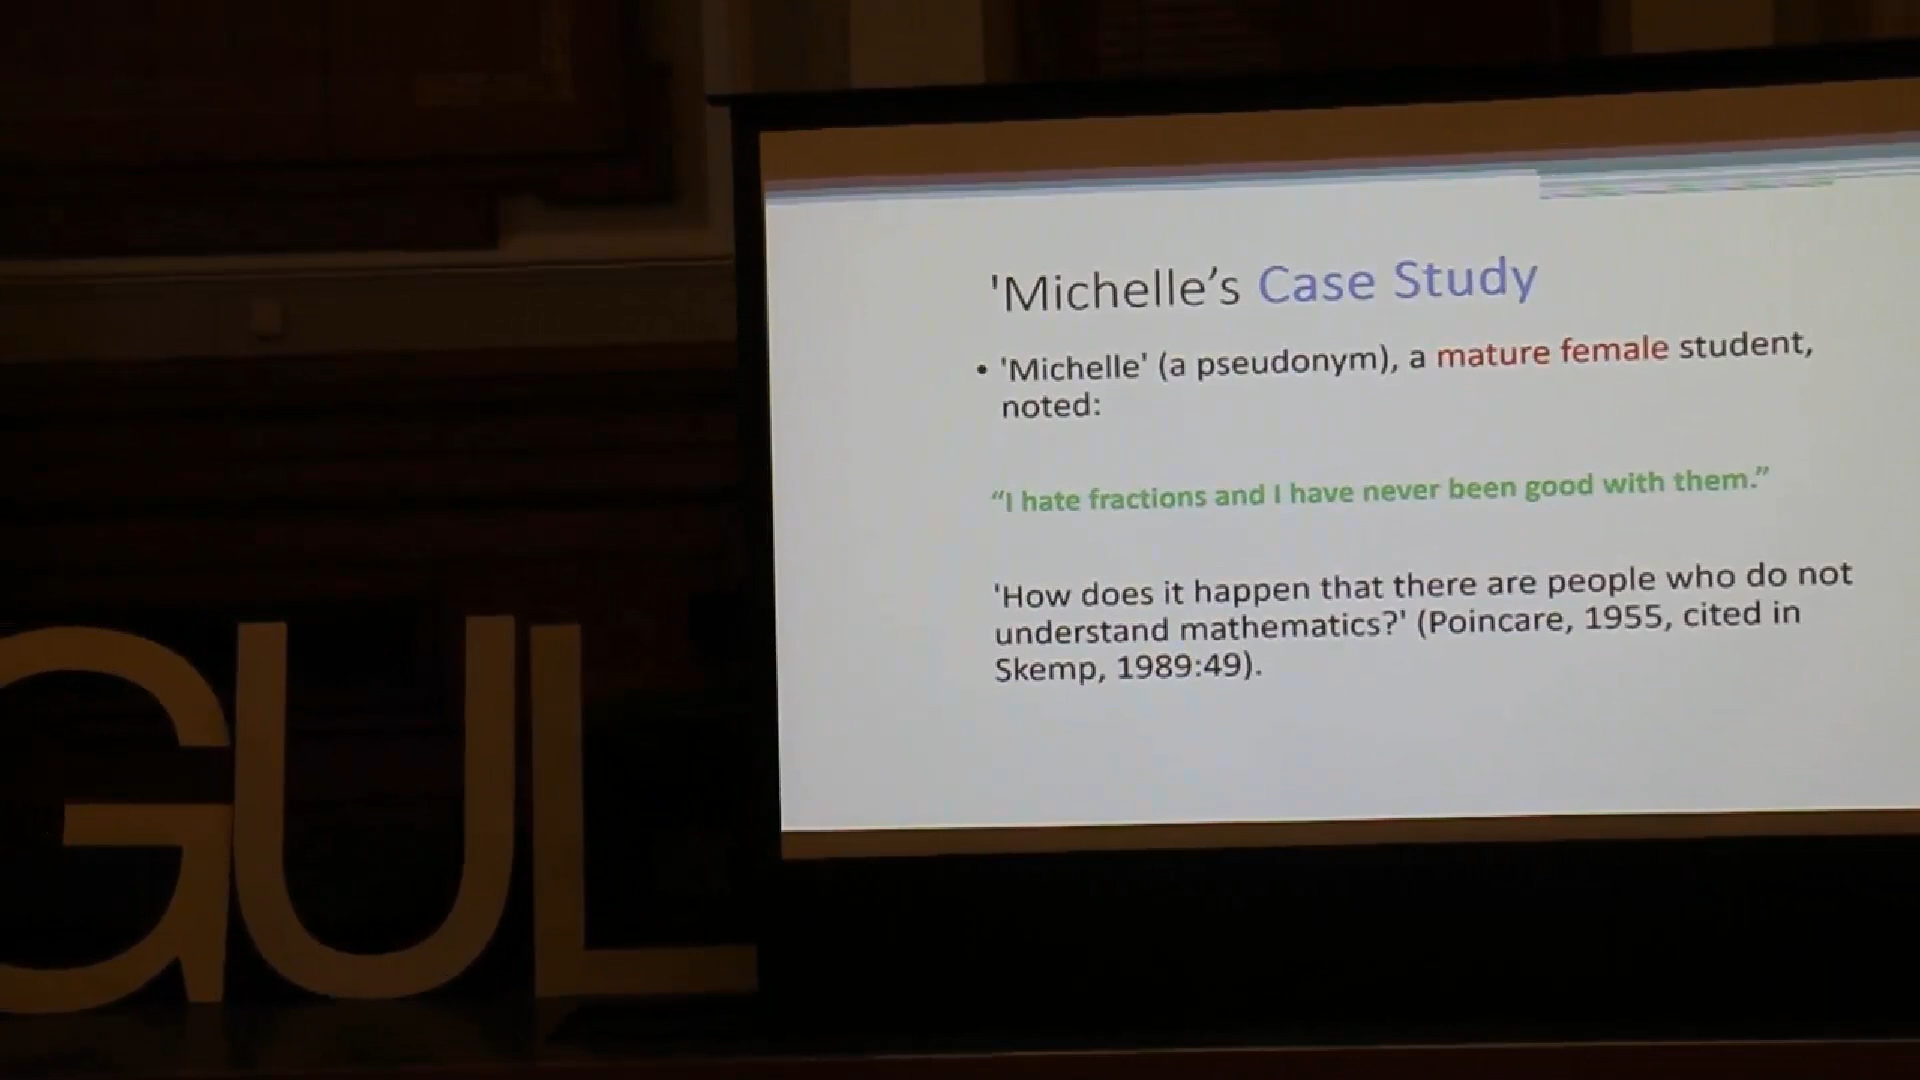 'Michelle’s Case Study
• 'Michelle' (a pseudonym), a mature female student,
noted:
“I hate fractions and I have never been good with them.”
'How does it happen that there are people who do not
understand mathematics?' (Poincare, 1955, cited in
Skemp, 1989:49).
GUL